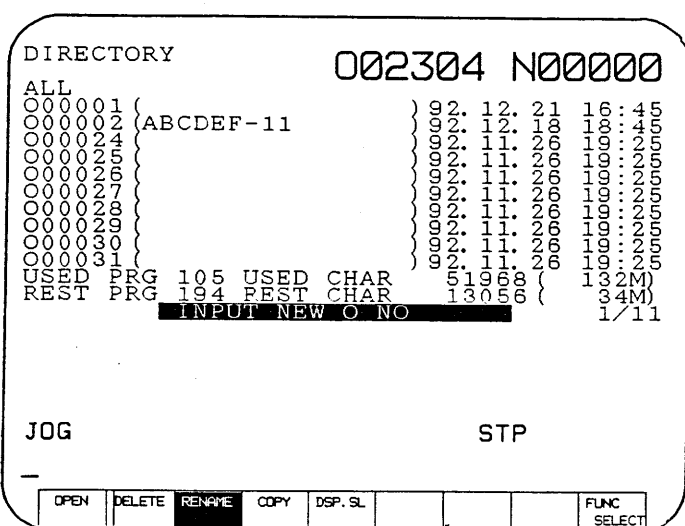 DIRECTORY O02304 N00000
ALL
O00001( ) 92. 12. 21 16:45
O00002(ABCDEF-11 ) 92. 12. 18 18:45
O00024( ) 92. 11. 26 19:25
O00025( ) 92. 11. 26 19:25
O00026( ) 92. 11. 26 19:25
O00027( ) 92. 11. 26 19:25
O00028( ) 92. 11. 26 19:25
O00029( ) 92. 11. 26 19:25
O00030( ) 92. 11. 26 19:25
O00031( ) 92. 11. 26 19:25
USED PRG 105 USED CHAR 51968( 132M)
REST PRG 194 REST CHAR 13056( 34M)
INPUT NEW O NO 1/11
JOG STP
OPEN DELETE RENAME COPY DSP.SL FUNC
SELECT